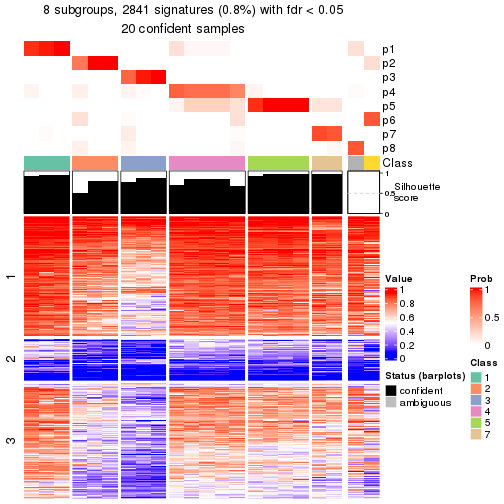 8 subgroups, 2841 signatures (0.8%) with fdr < 0.05
20 confident samples
p1
p2
p3
p4
p5
p6
p7
p8
Class
1
0.5
0
Silhouette
score
1
2
3
Value
1
0.8
0.6
0.4
0.2
0
Status (barplots)
confident
ambiguous
Prob
1
0.5
0
Class
1
2
3
4
5
7